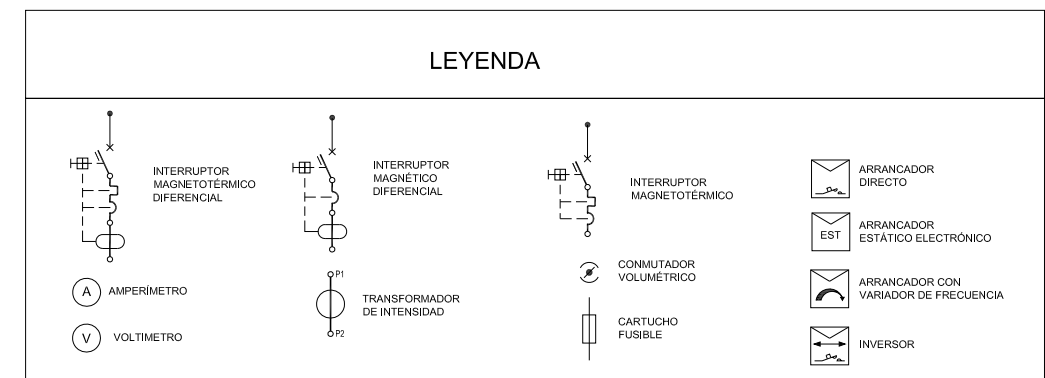 LEYENDA
INTERRUPTOR
MAGNETOTÉRMICO
DIFERENCIAL
INTERRUPTOR
MAGNÉTICO
DIFERENCIAL
INTERRUPTOR
MAGNETOTÉRMICO
ARRANCADOR
DIRECTO
EST
ARRANCADOR
ESTÁTICO ELECTRÓNICO
A
AMPERÍMETRO
P1
P2
TRANSFORMADOR
DE INTENSIDAD
CONMUTADOR
VOLUMÉTRICO
ARRANCADOR CON
VARIADOR DE FRECUENCIA
V
VOLTIMETRO
CARTUCHO
FUSIBLE
INVERSOR